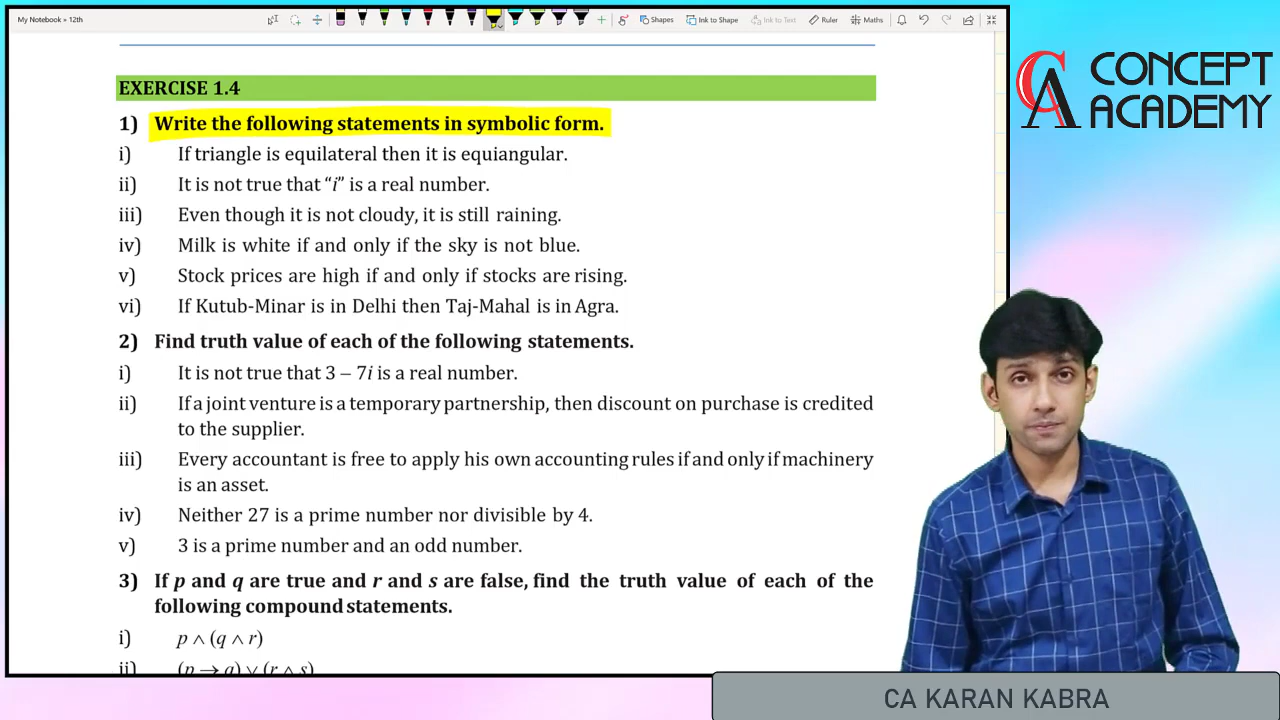 My Notebook » 12th
Shapes
Ink to Shape
Ink to Text
Ruler
Maths
EXERCISE 1.4
1) Write the following statements in symbolic form.
i) If triangle is equilateral then it is equiangular.
ii) It is not true that “i” is a real number.
iii) Even though it is not cloudy, it is still raining.
iv) Milk is white if and only if the sky is not blue.
v) Stock prices are high if and only if stocks are rising.
vi) If Kutub-Minar is in Delhi then Taj-Mahal is in Agra.
2) Find truth value of each of the following statements.
i) It is not true that 3 – 7i is a real number.
ii) If a joint venture is a temporary partnership, then discount on purchase is credited
to the supplier.
iii) Every accountant is free to apply his own accounting rules if and only if machinery
is an asset.
iv) Neither 27 is a prime number nor divisible by 4.
v) 3 is a prime number and an odd number.
3) If p and q are true and r and s are false, find the truth value of each of the
following compound statements.
i) p ∧ (q ∧ r)
ii) (p → q) ∨ (r ∧ s)
CA CONCEPT
ACADEMY
CA KARAN KABRA